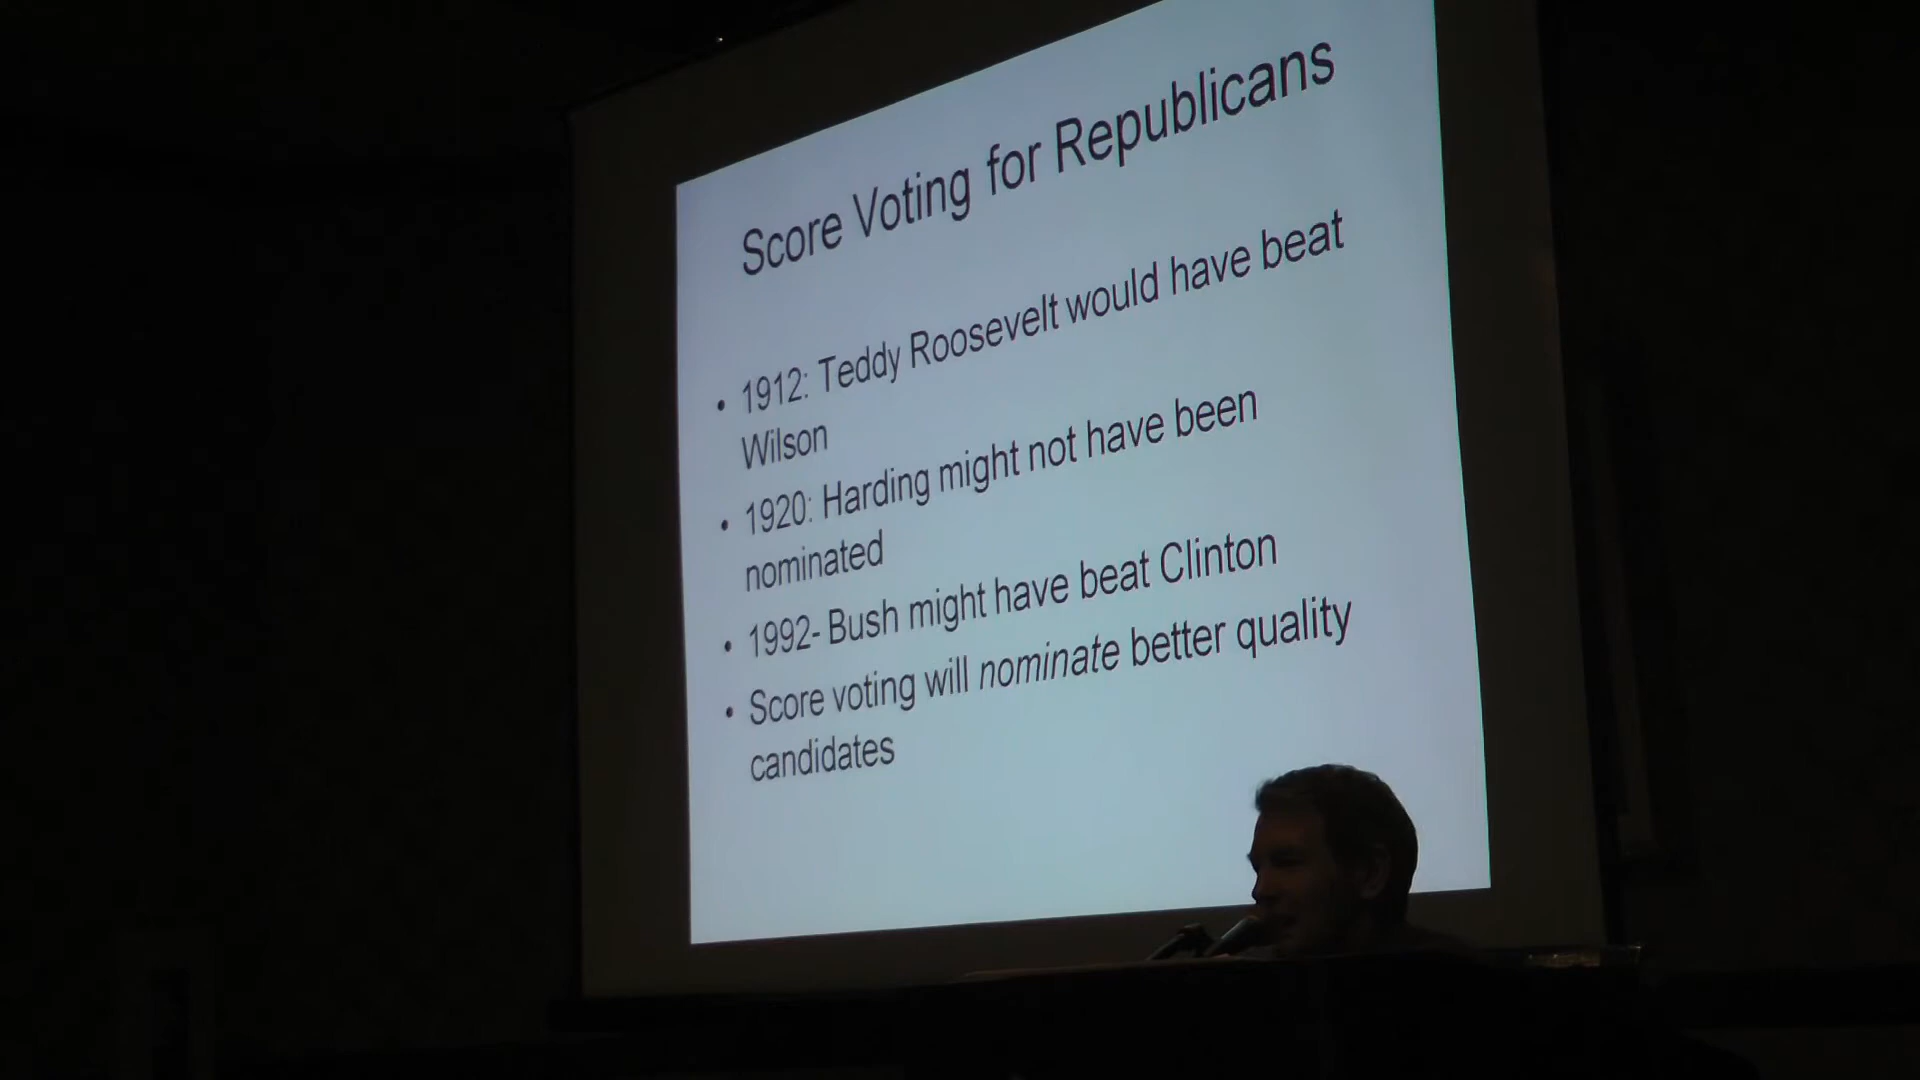 Score Voting for Republicans
• 1912: Teddy Roosevelt would have beat
Wilson
• 1920: Harding might not have been
nominated
• 1992- Bush might have beat Clinton
• Score voting will nominate better quality
candidates